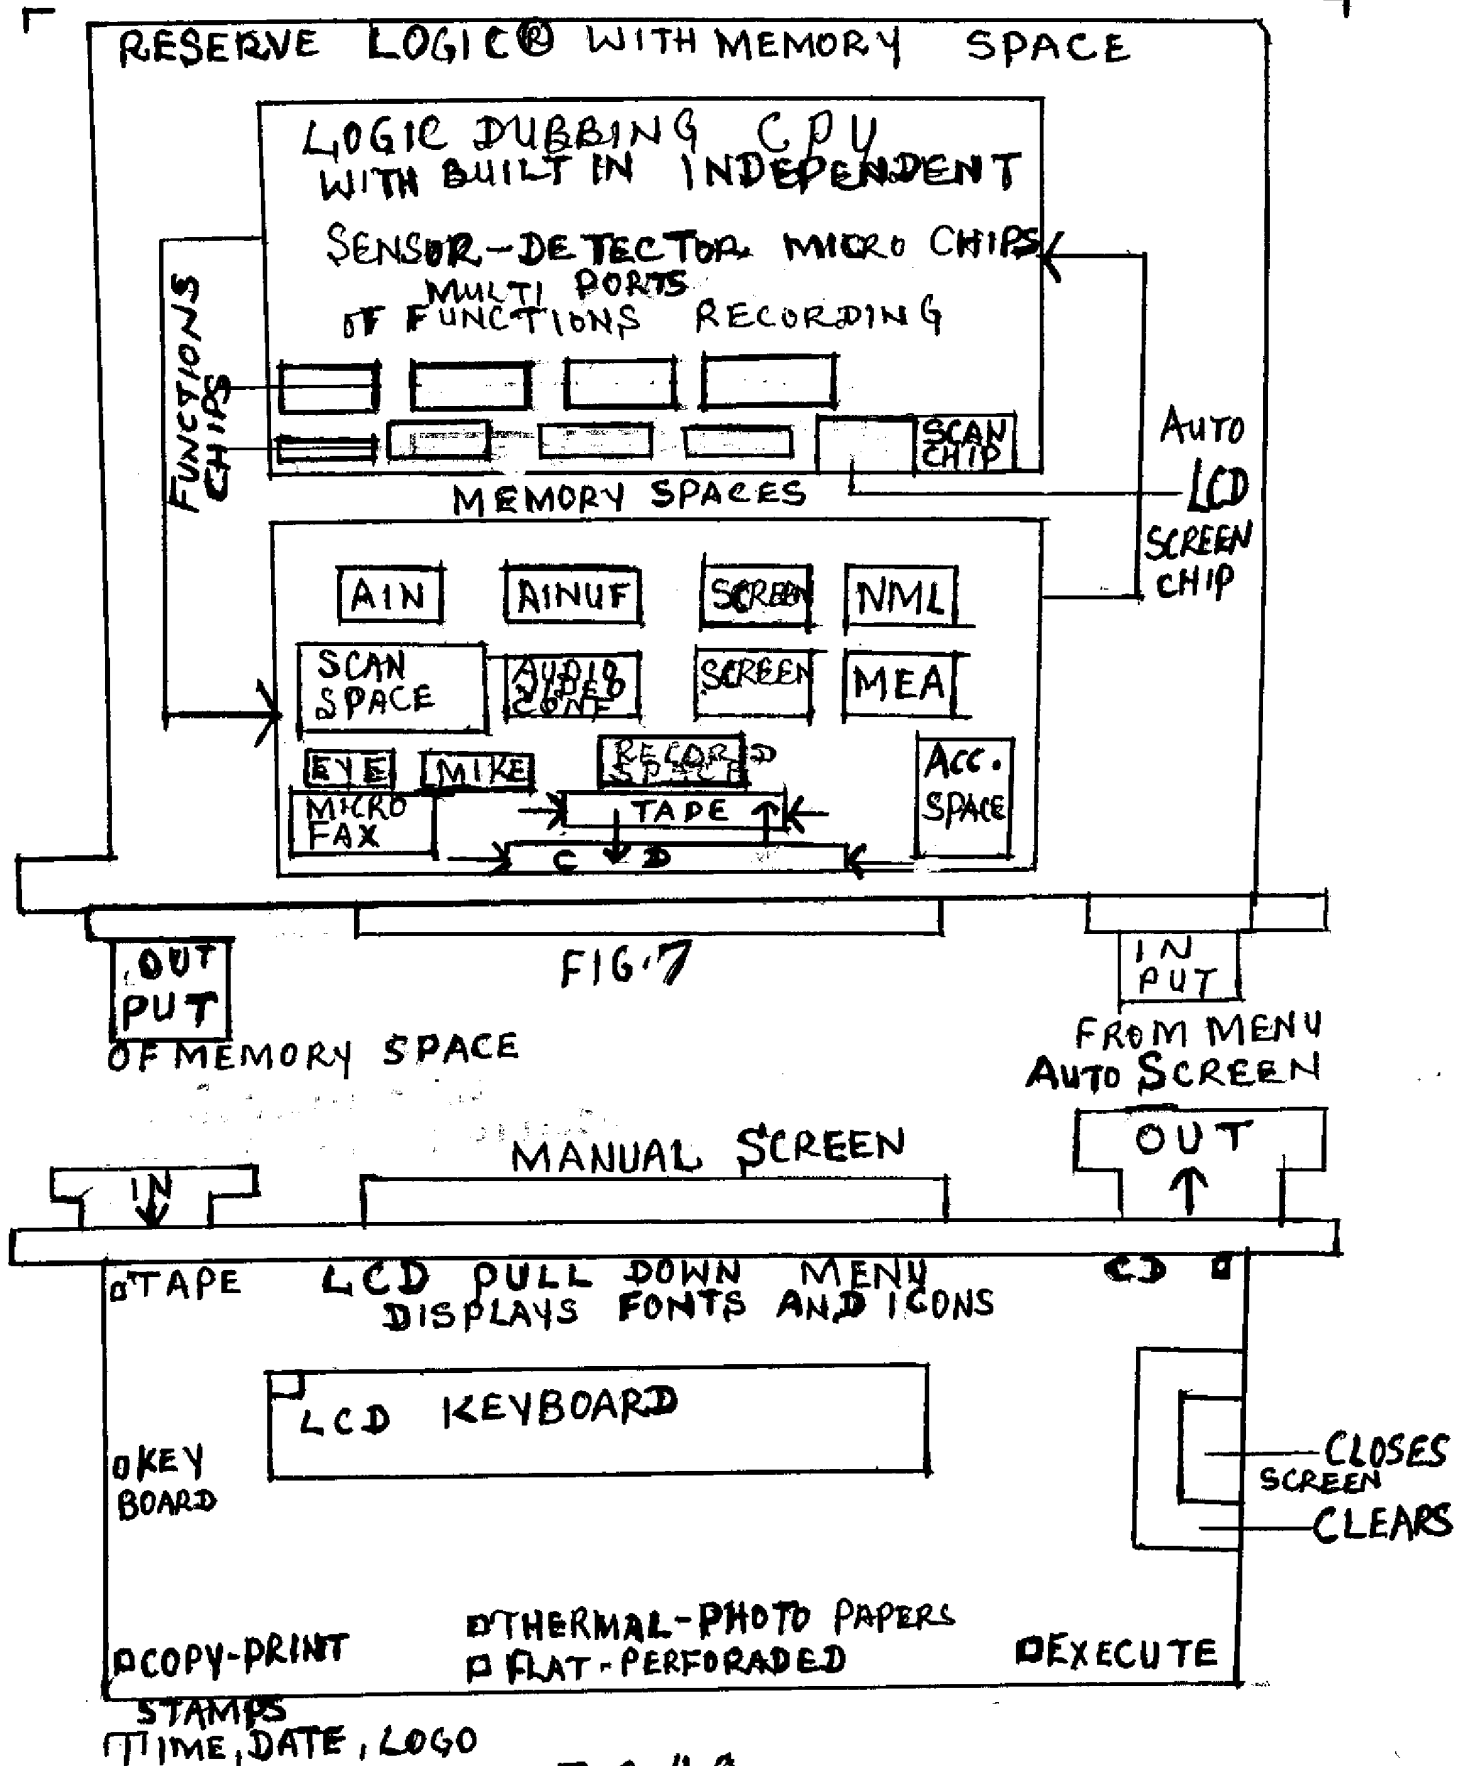 RESERVE LOGIC® WITH MEMORY SPACE
LOGIC DUBBING CPU
WITH BUILT IN INDEPENDENT
SENSOR-DETECTOR MICRO CHIPS
MULTI PORTS
OF FUNCTIONS RECORDING
FUNCTIONS
CHIPS
SCAN
CHIP
AUTO
LCD
SCREEN
CHIP
MEMORY SPACES
AIN
AINUF
SCREEN
NML
SCAN
SPACE
AUDIO
VIDEO
CONF
SCREEN
MEA
EYE
MIKE
RECORD
SPACE
ACC.
SPACE
MICRO
FAX
TAPE
C D
OUT
PUT
OF MEMORY SPACE
FIG.7
IN
PUT
FROM MENU
AUTO SCREEN
MANUAL SCREEN
IN
OUT
TAPE
LCD PULL DOWN MENU
DISPLAYS FONTS AND ICONS
CD
LCD KEYBOARD
KEY
BOARD
CLOSES
SCREEN
CLEARS
THERMAL-PHOTO PAPERS
FLAT-PERFORADED
COPY-PRINT
EXECUTE
STAMPS
TIME, DATE, LOGO